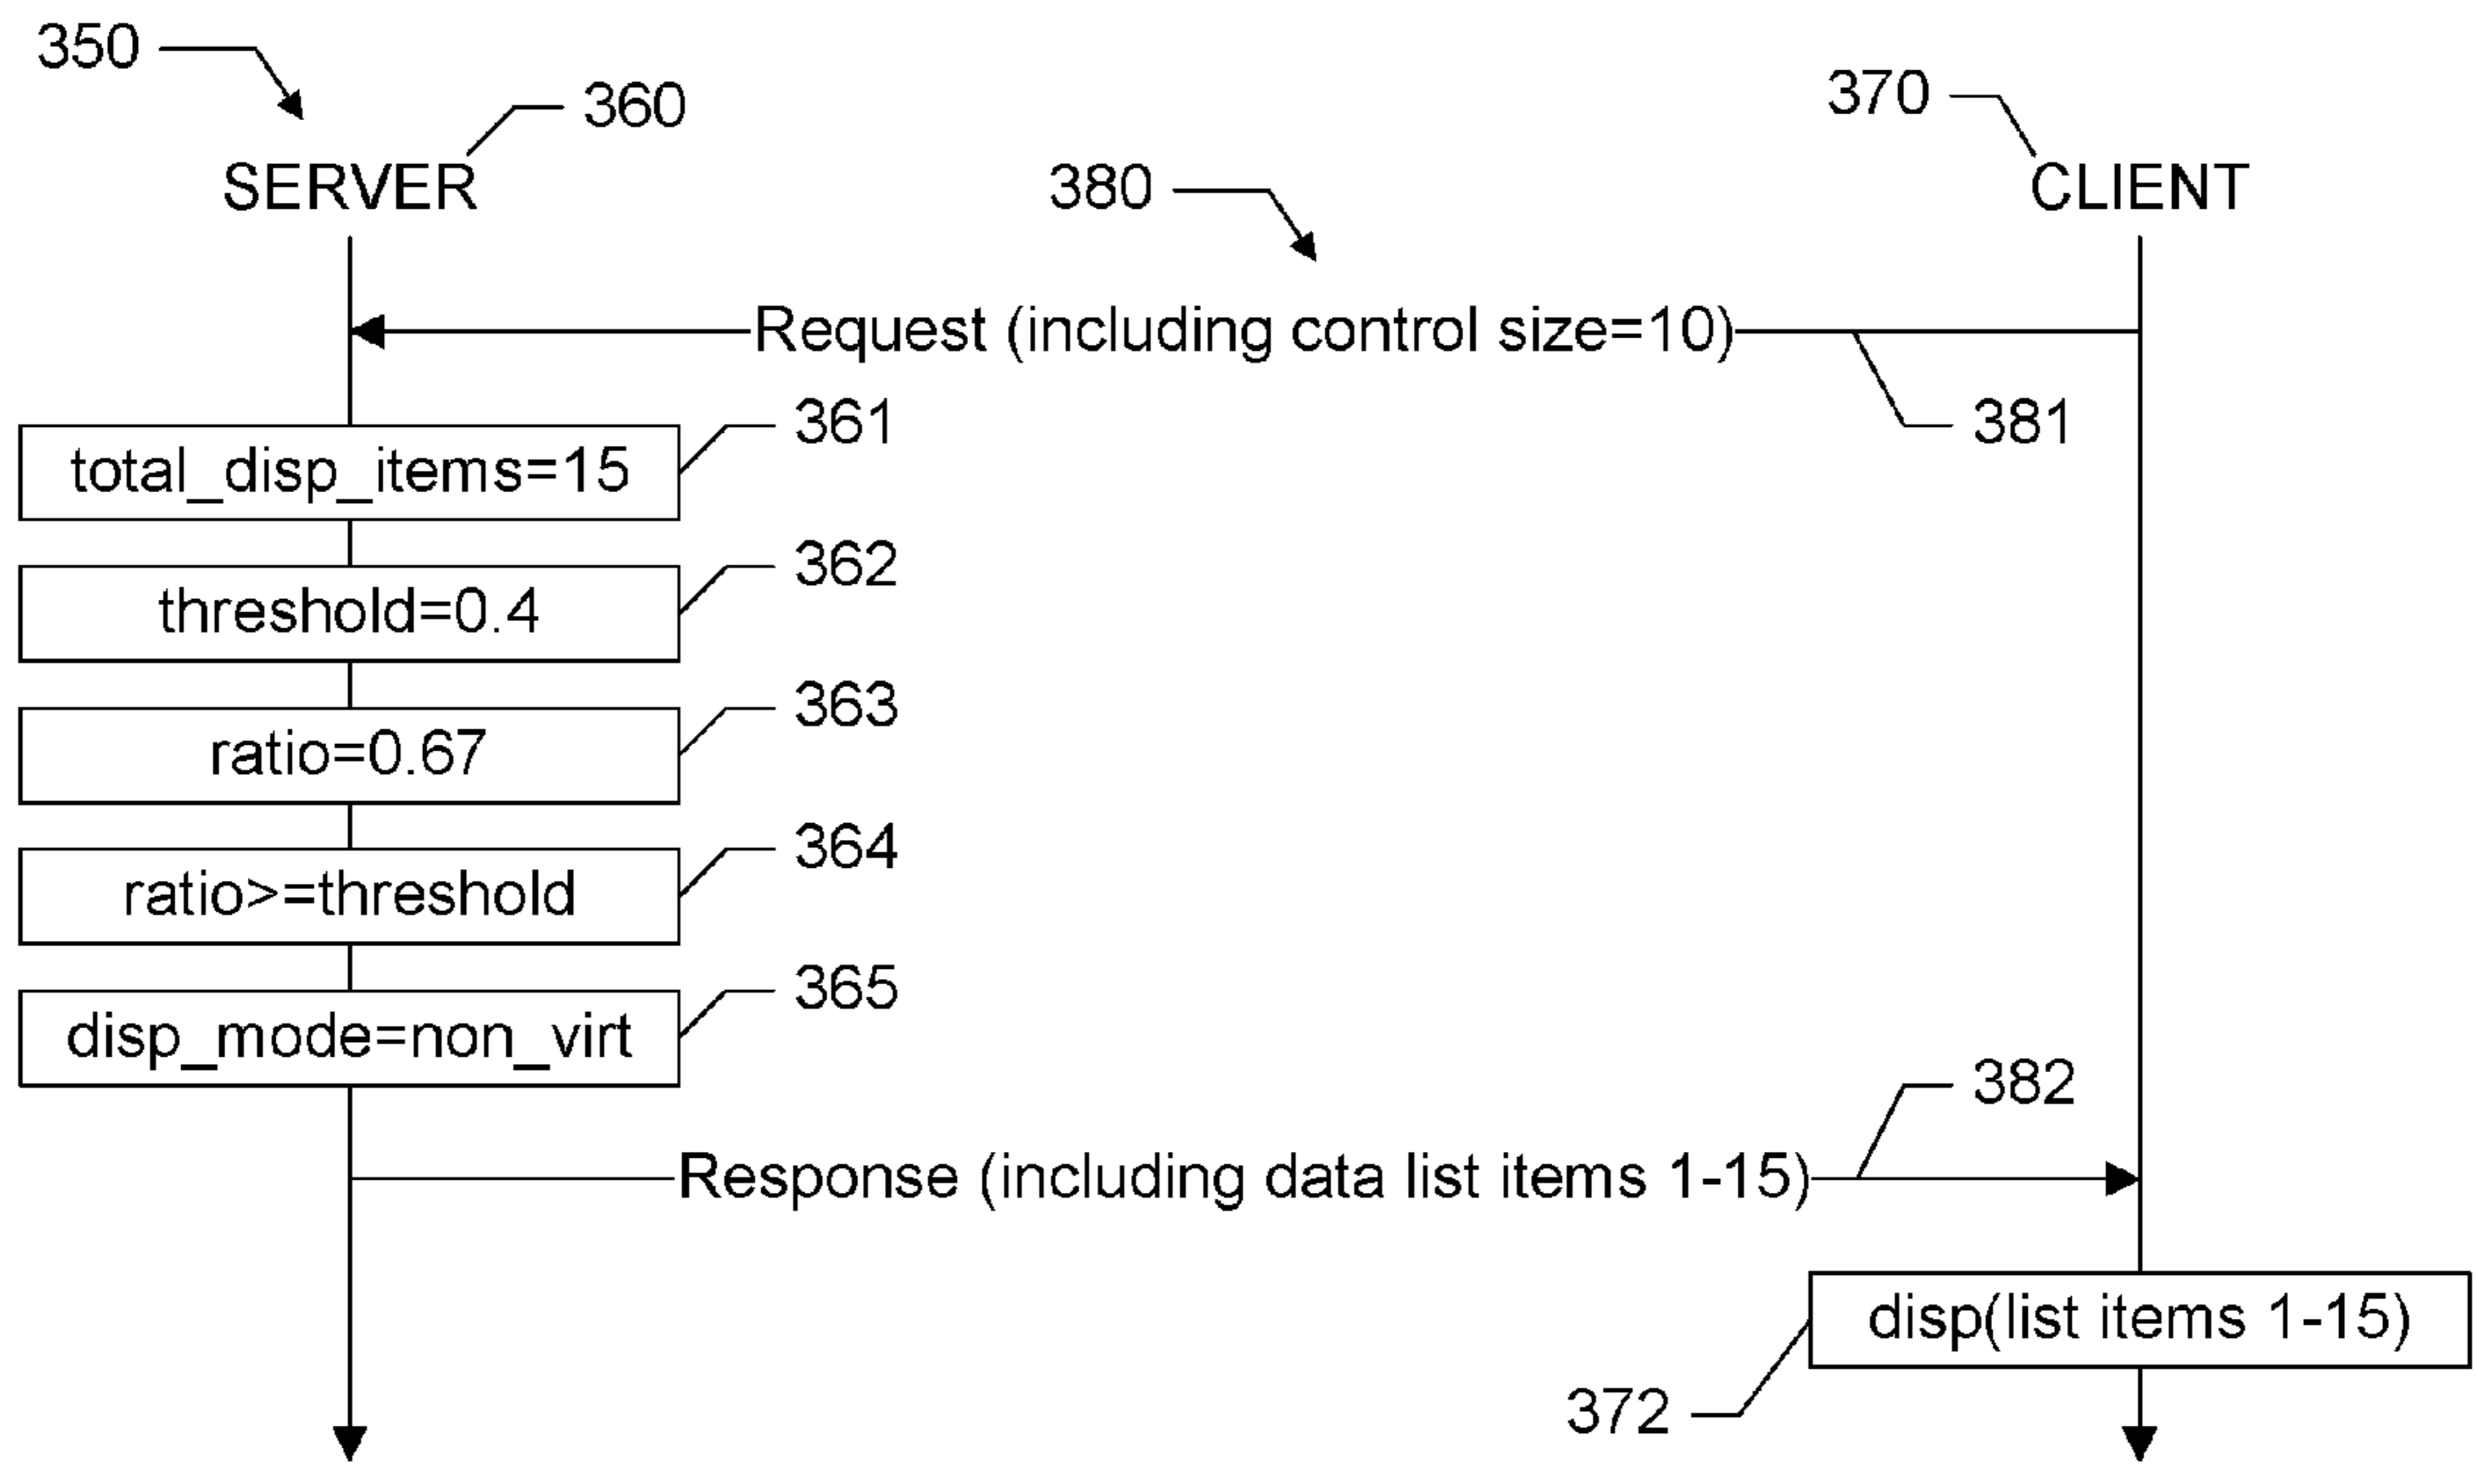 350
360
370
SERVER
380
CLIENT
Request (including control size=10)
361
381
total_disp_items=15
362
threshold=0.4
363
ratio=0.67
364
ratio>=threshold
365
disp_mode=non_virt
382
Response (including data list items 1-15)
disp(list items 1-15)
372